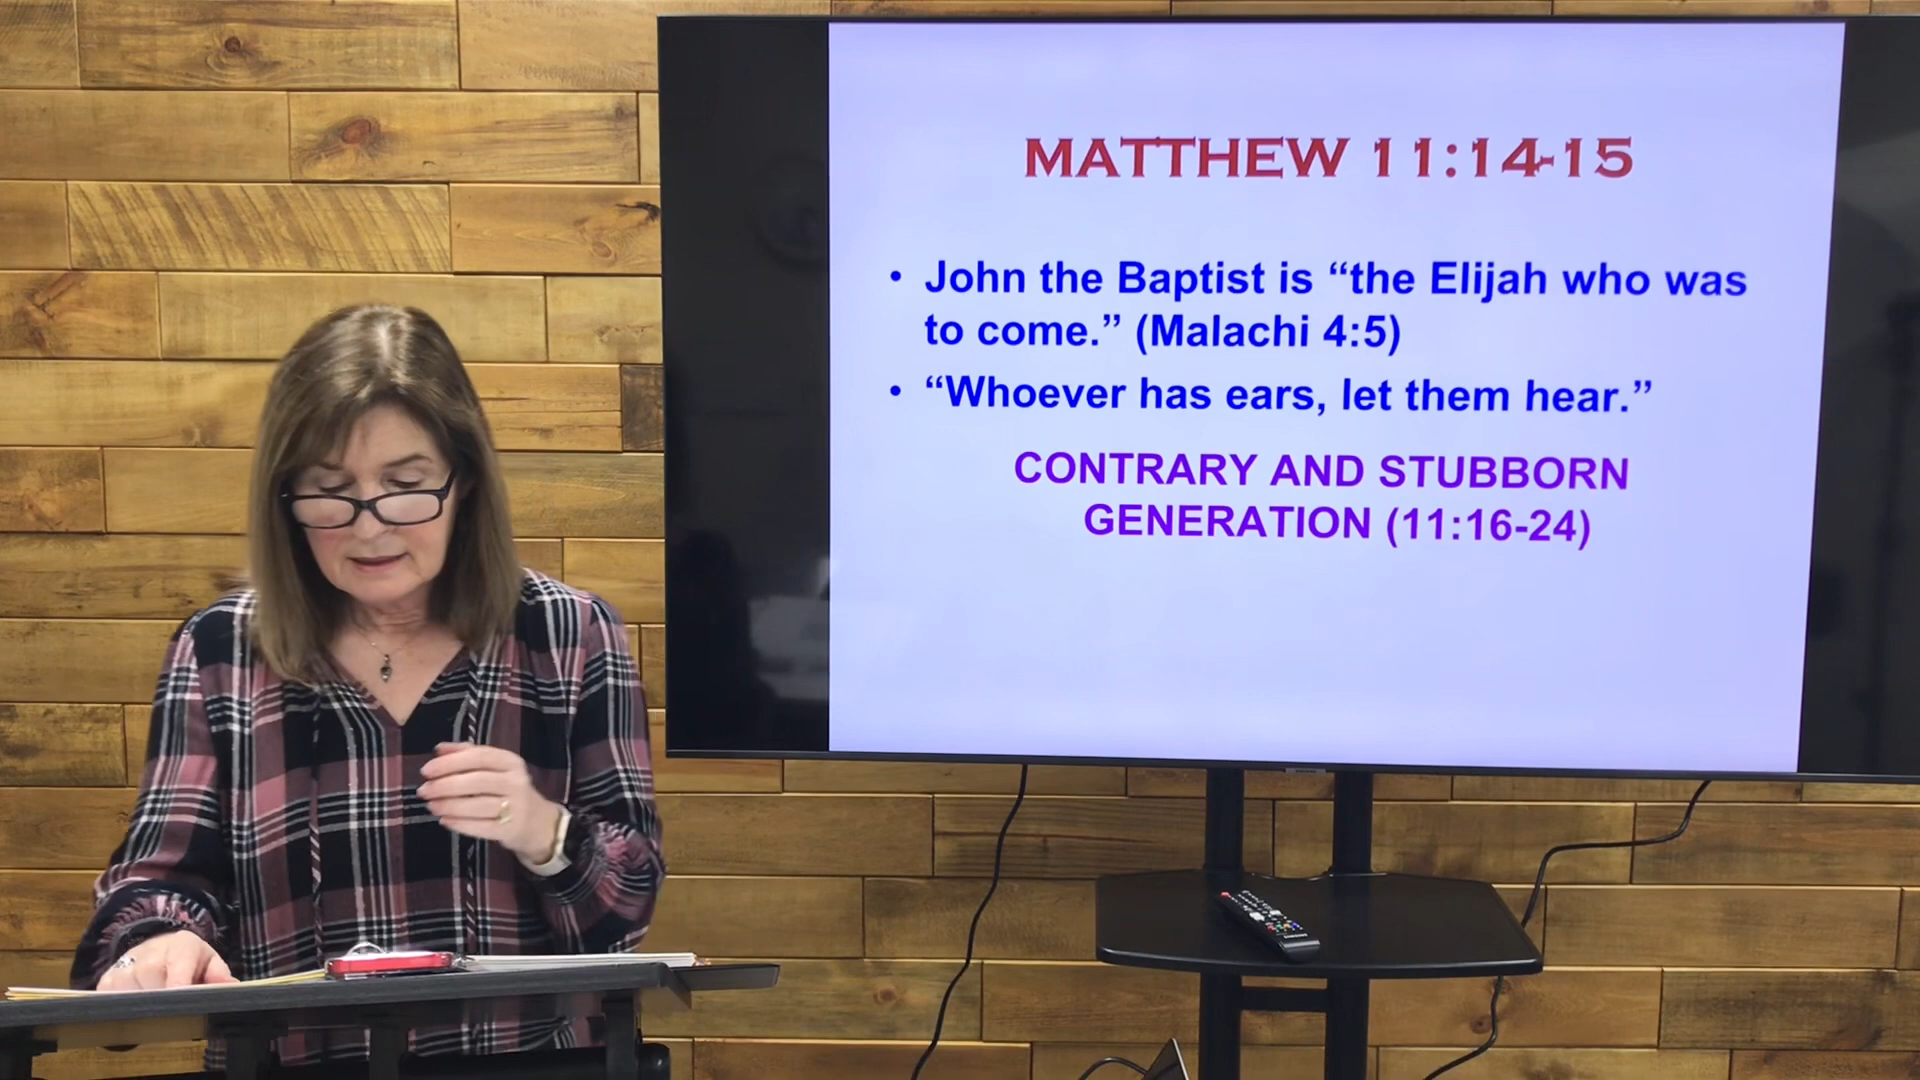 MATTHEW 11:14-15
• John the Baptist is “the Elijah who was
to come.” (Malachi 4:5)
• “Whoever has ears, let them hear.”
CONTRARY AND STUBBORN
GENERATION (11:16-24)